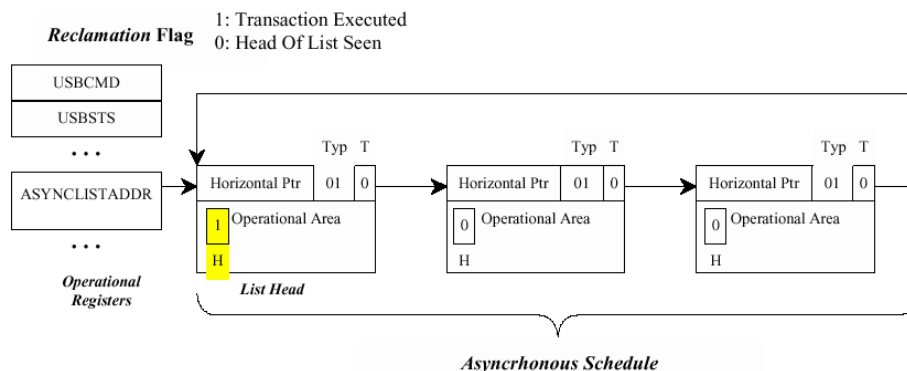 1: Transaction Executed
Reclamation Flag
0: Head Of List Seen
USBCMD
USBSTS
• • •
Typ T
Typ T
Typ T
ASYNCLISTADDR
Horizontal Ptr 01 0
Horizontal Ptr 01 0
Horizontal Ptr 01 0
1 Operational Area
0 Operational Area
0 Operational Area
• • •
H
H
H
Operational
Registers
List Head
Asyncrhonous Schedule